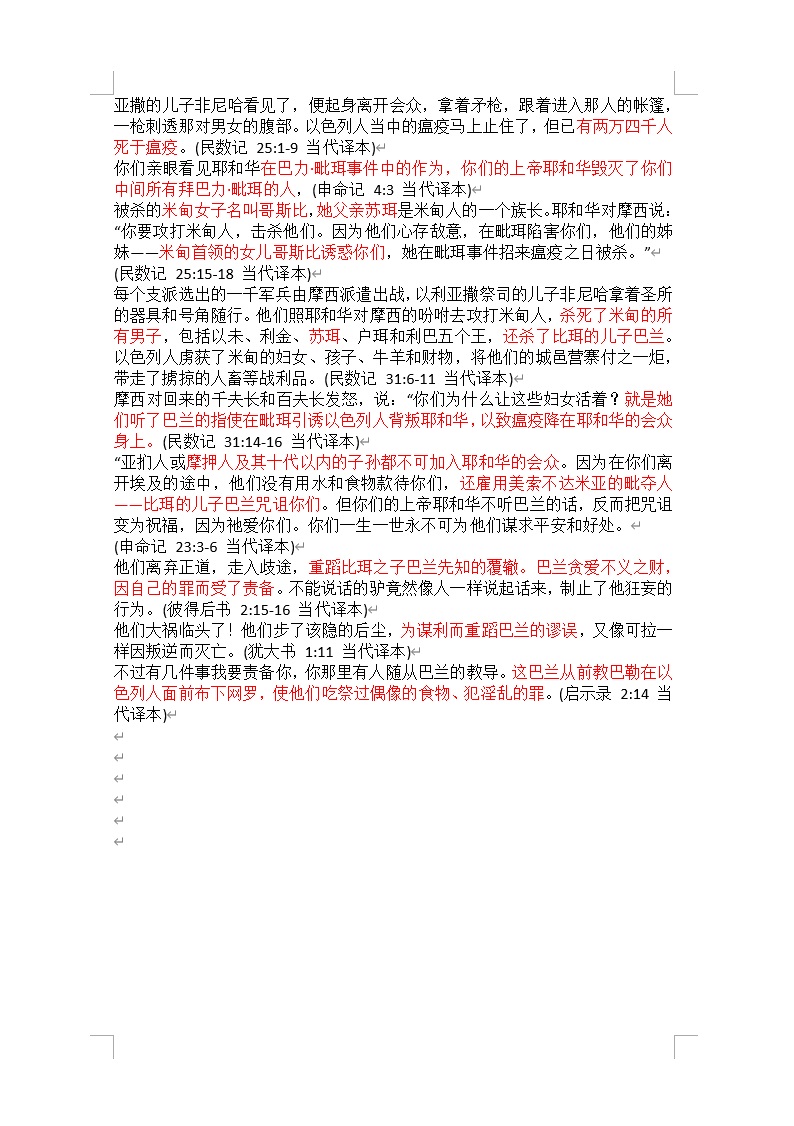 亚撒的儿子非尼哈看见了，便起身离开会众，拿着矛枪，跟着进入那人的帐篷，
一枪刺透那对男女的腹部。以色列人当中的瘟疫马上止住了，但已有两万四千人
死于瘟疫。(民数记 25:1-9 当代译本)↵
你们亲眼看见耶和华在巴力·毗珥事件中的作为，你们的上帝耶和华毁灭了你们
中间所有拜巴力·毗珥的人，(申命记 4:3 当代译本)↵
被杀的米甸女子名叫哥斯比，她父亲苏珥是米甸人的一个族长。耶和华对摩西说：
“你要攻打米甸人，击杀他们。因为他们心存敌意，在毗珥陷害你们，他们的姊
妹——米甸首领的女儿哥斯比诱惑你们，她在毗珥事件招来瘟疫之日被杀。”↵
(民数记 25:15-18 当代译本)↵
每个支派选出的一千军兵由摩西派遣出战，以利亚撒祭司的儿子非尼哈拿着圣所
的器具和号角随行。他们照耶和华对摩西的吩咐去攻打米甸人，杀死了米甸的所
有男子，包括以未、利金、苏珥、户珥和利巴五个王，还杀了比珥的儿子巴兰。
以色列人虏获了米甸的妇女、孩子、牛羊和财物，将他们的城邑营寨付之一炬，
带走了掳掠的人畜等战利品。(民数记 31:6-11 当代译本)↵
摩西对回来的千夫长和百夫长发怒，说：“你们为什么让这些妇女活着？就是她
们听了巴兰的指使在毗珥引诱以色列人背叛耶和华，以致瘟疫降在耶和华的会众
身上。(民数记 31:14-16 当代译本)↵
“亚扪人或摩押人及其十代以内的子孙都不可加入耶和华的会众。因为在你们离
开埃及的途中，他们没有用水和食物款待你们，还雇用美索不达米亚的毗夺人
——比珥的儿子巴兰咒诅你们。但你们的上帝耶和华不听巴兰的话，反而把咒诅
变为祝福，因为祂爱你们。你们一生一世永不可为他们谋求平安和好处。↵
(申命记 23:3-6 当代译本)↵
他们离弃正道，走入歧途，重蹈比珥之子巴兰先知的覆辙。巴兰贪爱不义之财，
因自己的罪而受了责备。不能说话的驴竟然像人一样说起话来，制止了他狂妄的
行为。(彼得后书 2:15-16 当代译本)↵
他们大祸临头了！他们步了该隐的后尘，为谋利而重蹈巴兰的谬误，又像可拉一
样因叛逆而灭亡。(犹大书 1:11 当代译本)↵
不过有几件事我要责备你，你那里有人随从巴兰的教导。这巴兰从前教巴勒在以
色列人面前布下网罗，使他们吃祭过偶像的食物、犯淫乱的罪。(启示录 2:14 当
代译本)↵
↵
↵
↵
↵
↵
↵